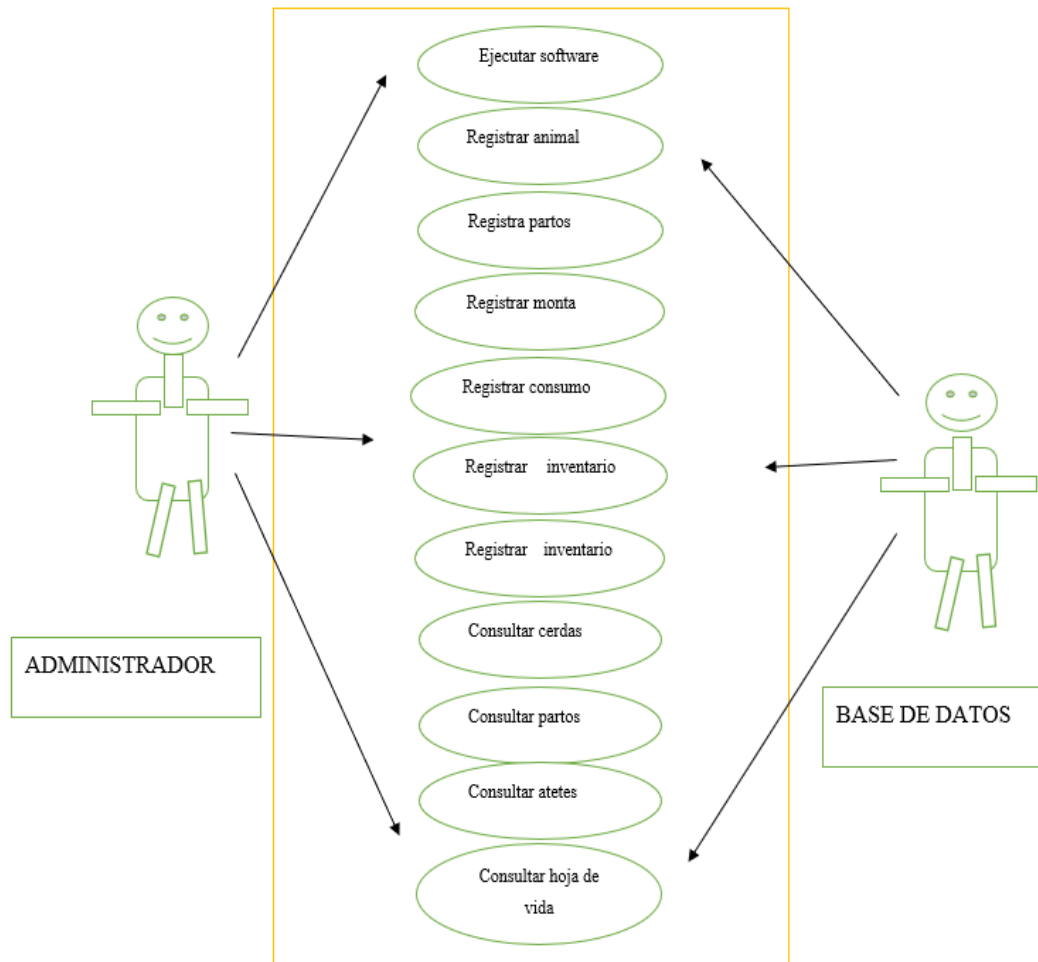 Ejecutar software
Registrar animal
Registra partos
Registrar monta
Registrar consumo
Registrar inventario
Registrar inventario
Consultar cerdas
Consultar partos
Consultar atetes
Consultar hoja de
vida
ADMINISTRADOR
BASE DE DATOS